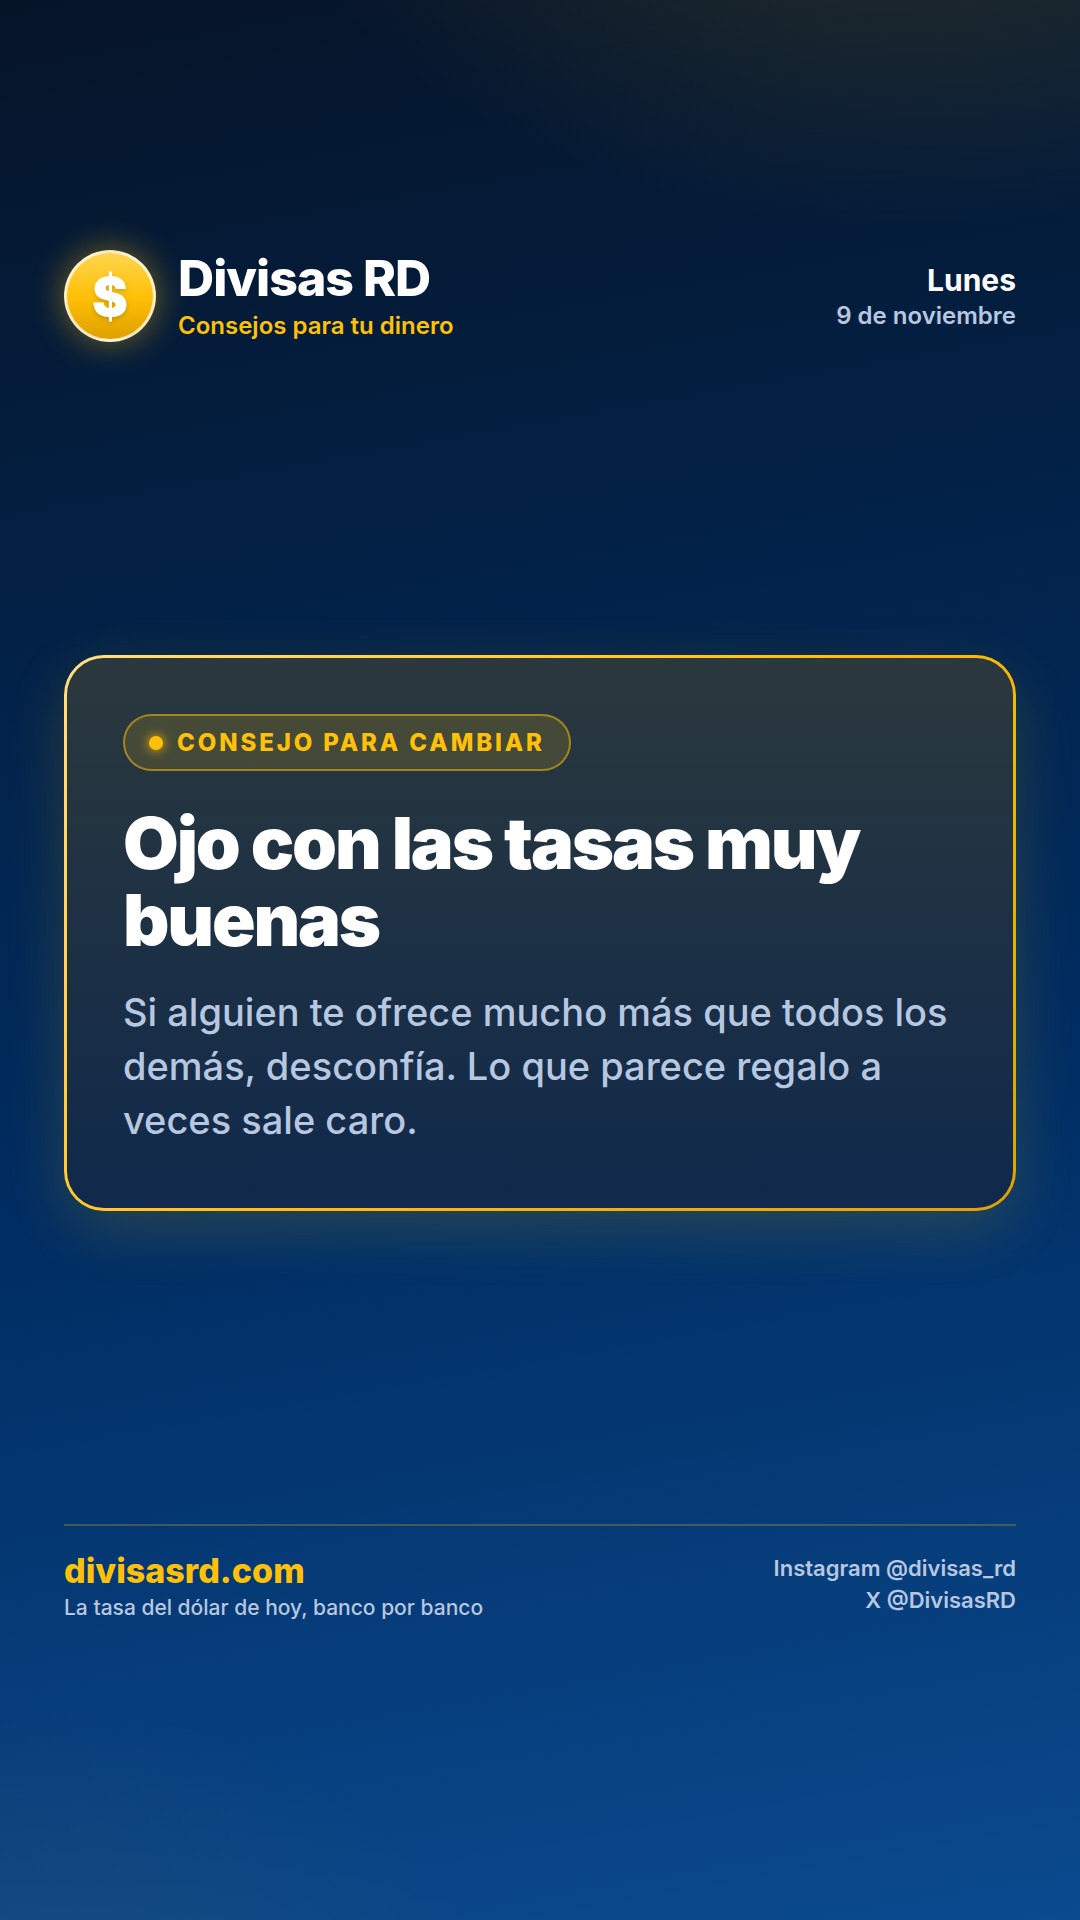 $
Divisas RD
Consejos para tu dinero
Lunes
9 de noviembre
CONSEJO PARA CAMBIAR
Ojo con las tasas muy
buenas
Si alguien te ofrece mucho más que todos los
demás, desconfía. Lo que parece regalo a
veces sale caro.
divisasrd.com
La tasa del dólar de hoy, banco por banco
Instagram @divisas_rd
X @DivisasRD